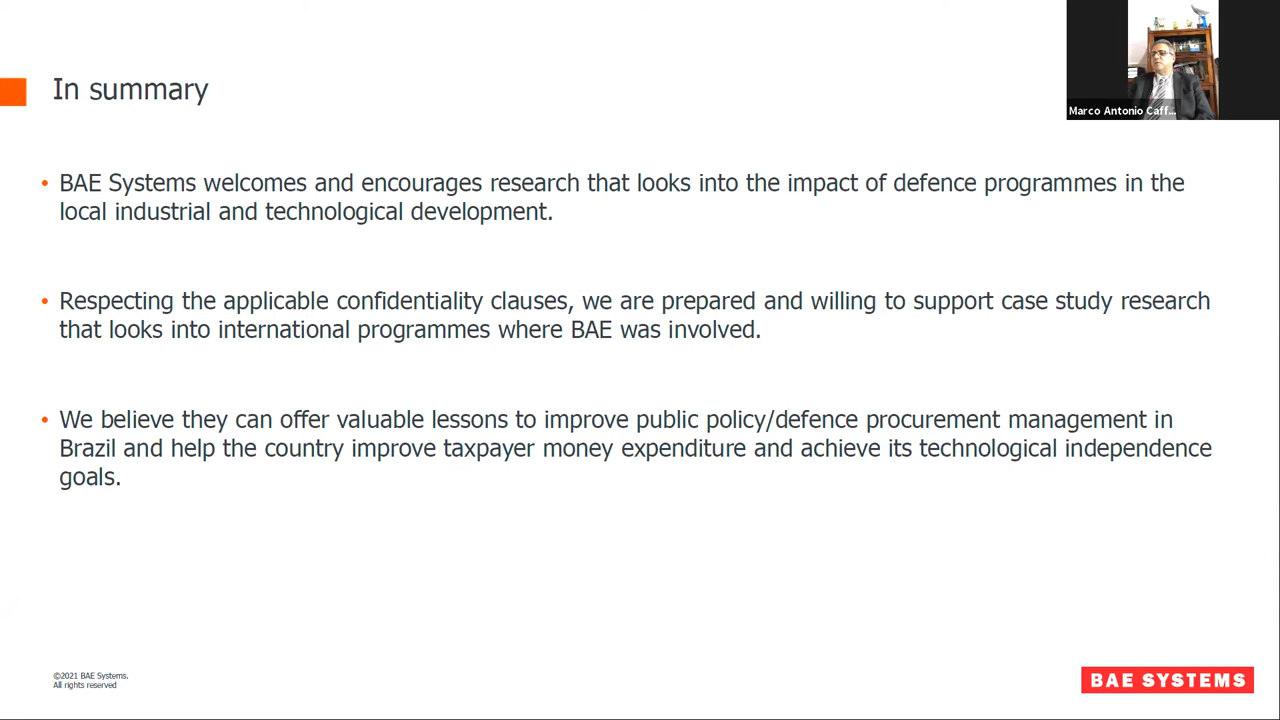 In summary
Marco Antonio Caff...
• BAE Systems welcomes and encourages research that looks into the impact of defence programmes in the
local industrial and technological development.
• Respecting the applicable confidentiality clauses, we are prepared and willing to support case study research
that looks into international programmes where BAE was involved.
• We believe they can offer valuable lessons to improve public policy/defence procurement management in
Brazil and help the country improve taxpayer money expenditure and achieve its technological independence
goals.
©2021 BAE Systems.
All rights reserved
BAE SYSTEMS